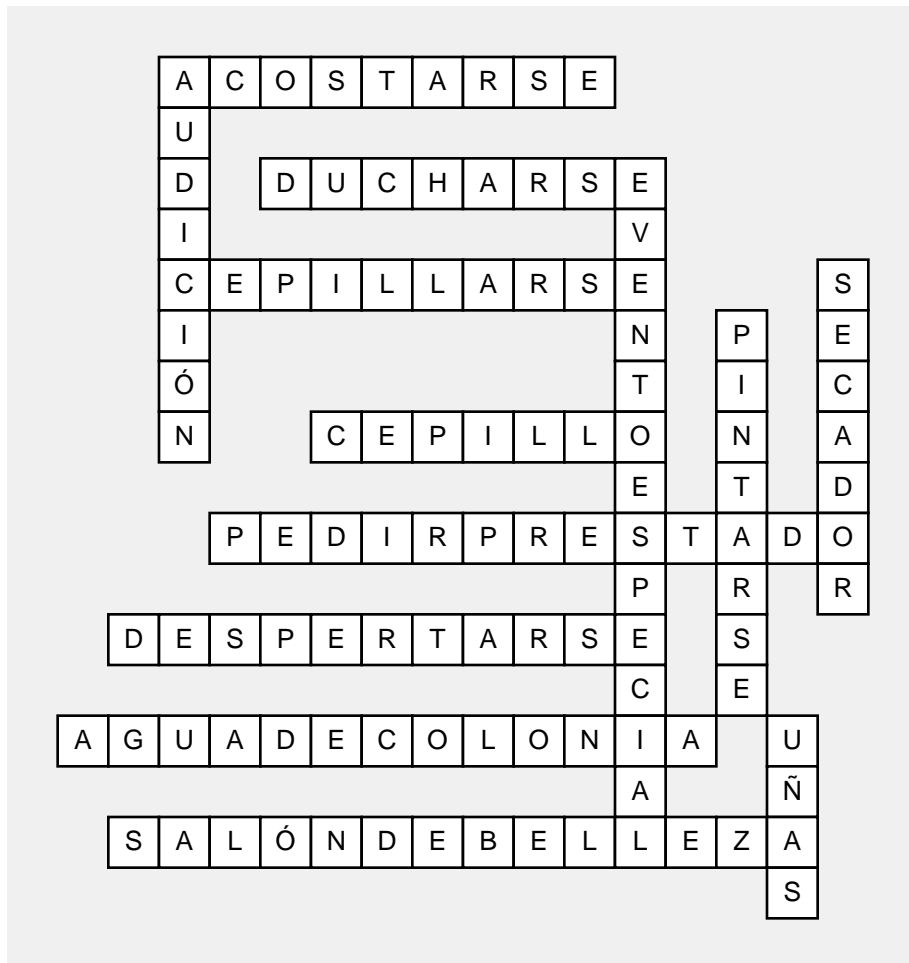 ACOSTARSE
AUDICIÓN
DUCHARSE
EVENTOESPECIAL
CEPILLARSE
SECADOR
PINTARSE
CEPILLO
PEDIRPRESTADO
DESPERTARSE
AGUADECOLONIA
UÑAS
SALÓNDEBELLEZA